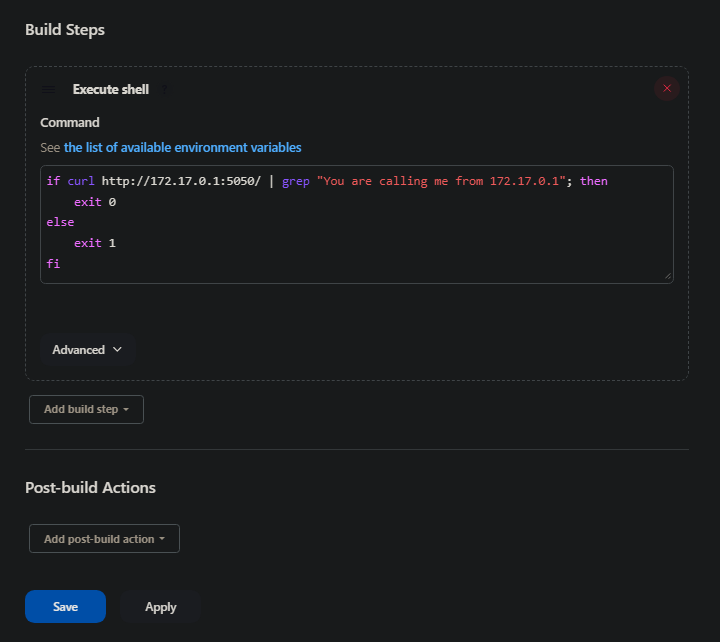 Build Steps
Execute shell ?
Command
See the list of available environment variables
if curl http://172.17.0.1:5050/ | grep "You are calling me from 172.17.0.1"; then
    exit 0
else
    exit 1
fi
Advanced
Add build step
Post-build Actions
Add post-build action
Save Apply